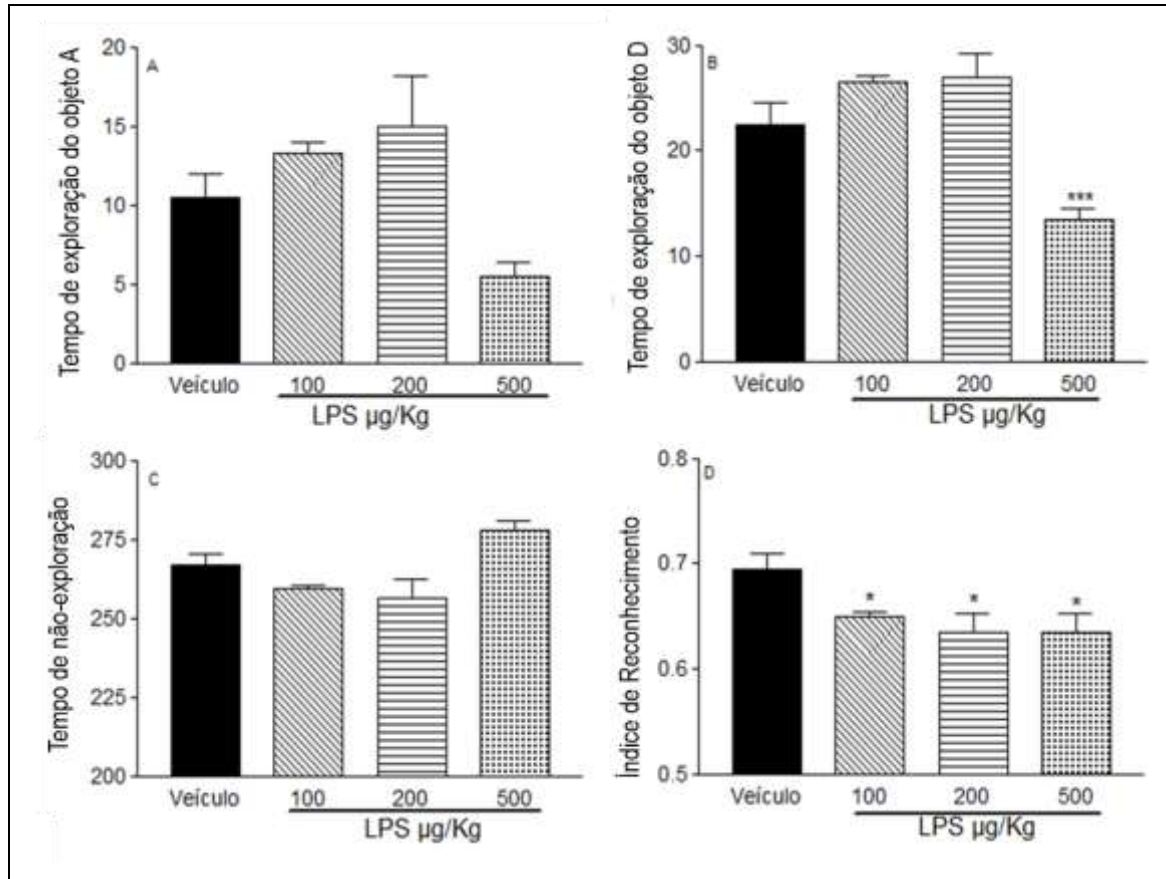 A
Tempo de exploração do objeto A
20
15
10
5
0
Veículo
100
200
500
LPS µg/Kg
B
Tempo de exploração do objeto D
30
20
10
0
***
Veículo
100
200
500
LPS µg/Kg
C
Tempo de não-exploração
300
275
250
225
200
Veículo
100
200
500
LPS µg/Kg
D
Índice de Reconhecimento
0.8
0.7
0.6
0.5
*
*
*
Veículo
100
200
500
LPS µg/Kg